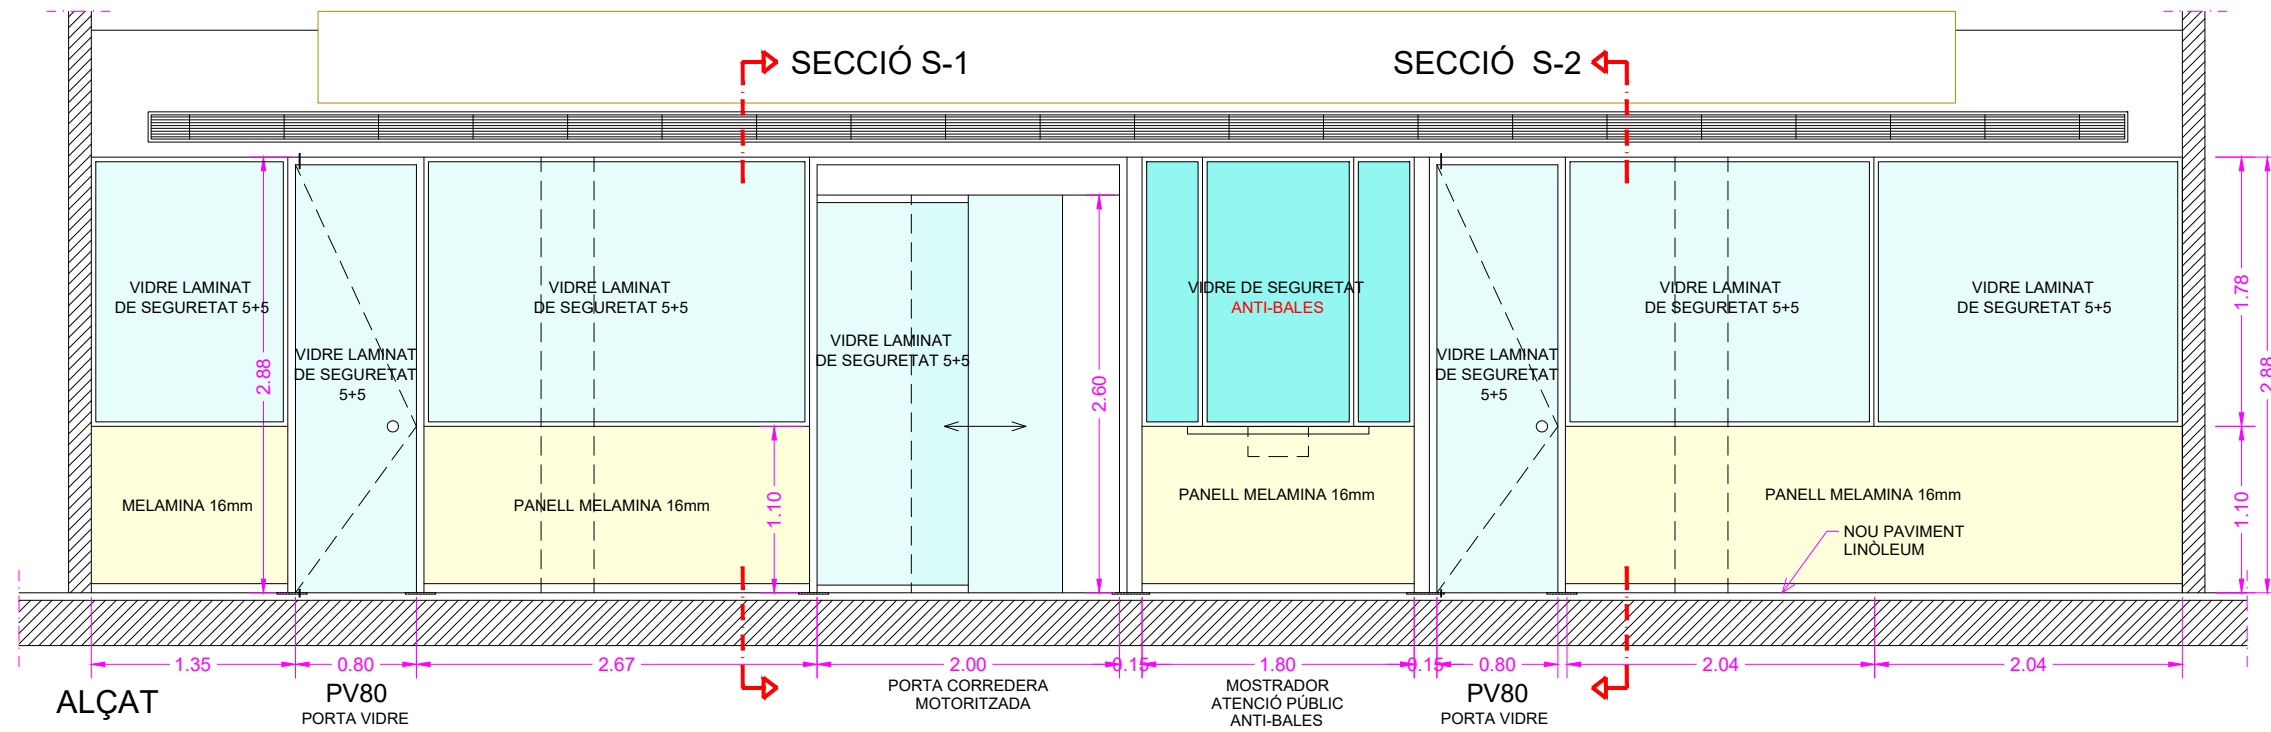 SECCIÓ S-1
SECCIÓ S-2
VIDRE LAMINAT
DE SEGURETAT 5+5
VIDRE LAMINAT
DE SEGURETAT
5+5
VIDRE LAMINAT
DE SEGURETAT 5+5
VIDRE LAMINAT
DE SEGURETAT 5+5
VIDRE DE SEGURETAT
ANTI-BALES
VIDRE LAMINAT
DE SEGURETAT
5+5
VIDRE LAMINAT
DE SEGURETAT 5+5
VIDRE LAMINAT
DE SEGURETAT 5+5
2.88
2.60
1.78
2.88
1.10
1.10
MELAMINA 16mm
PANELL MELAMINA 16mm
PANELL MELAMINA 16mm
PANELL MELAMINA 16mm
NOU PAVIMENT
LINÒLEUM
1.35
0.80
2.67
2.00
0.15
1.80
0.15
0.80
2.04
2.04
ALÇAT
PV80
PORTA VIDRE
PORTA CORREDERA
MOTORITZADA
MOSTRADOR
ATENCIÓ PÚBLIC
ANTI-BALES
PV80
PORTA VIDRE